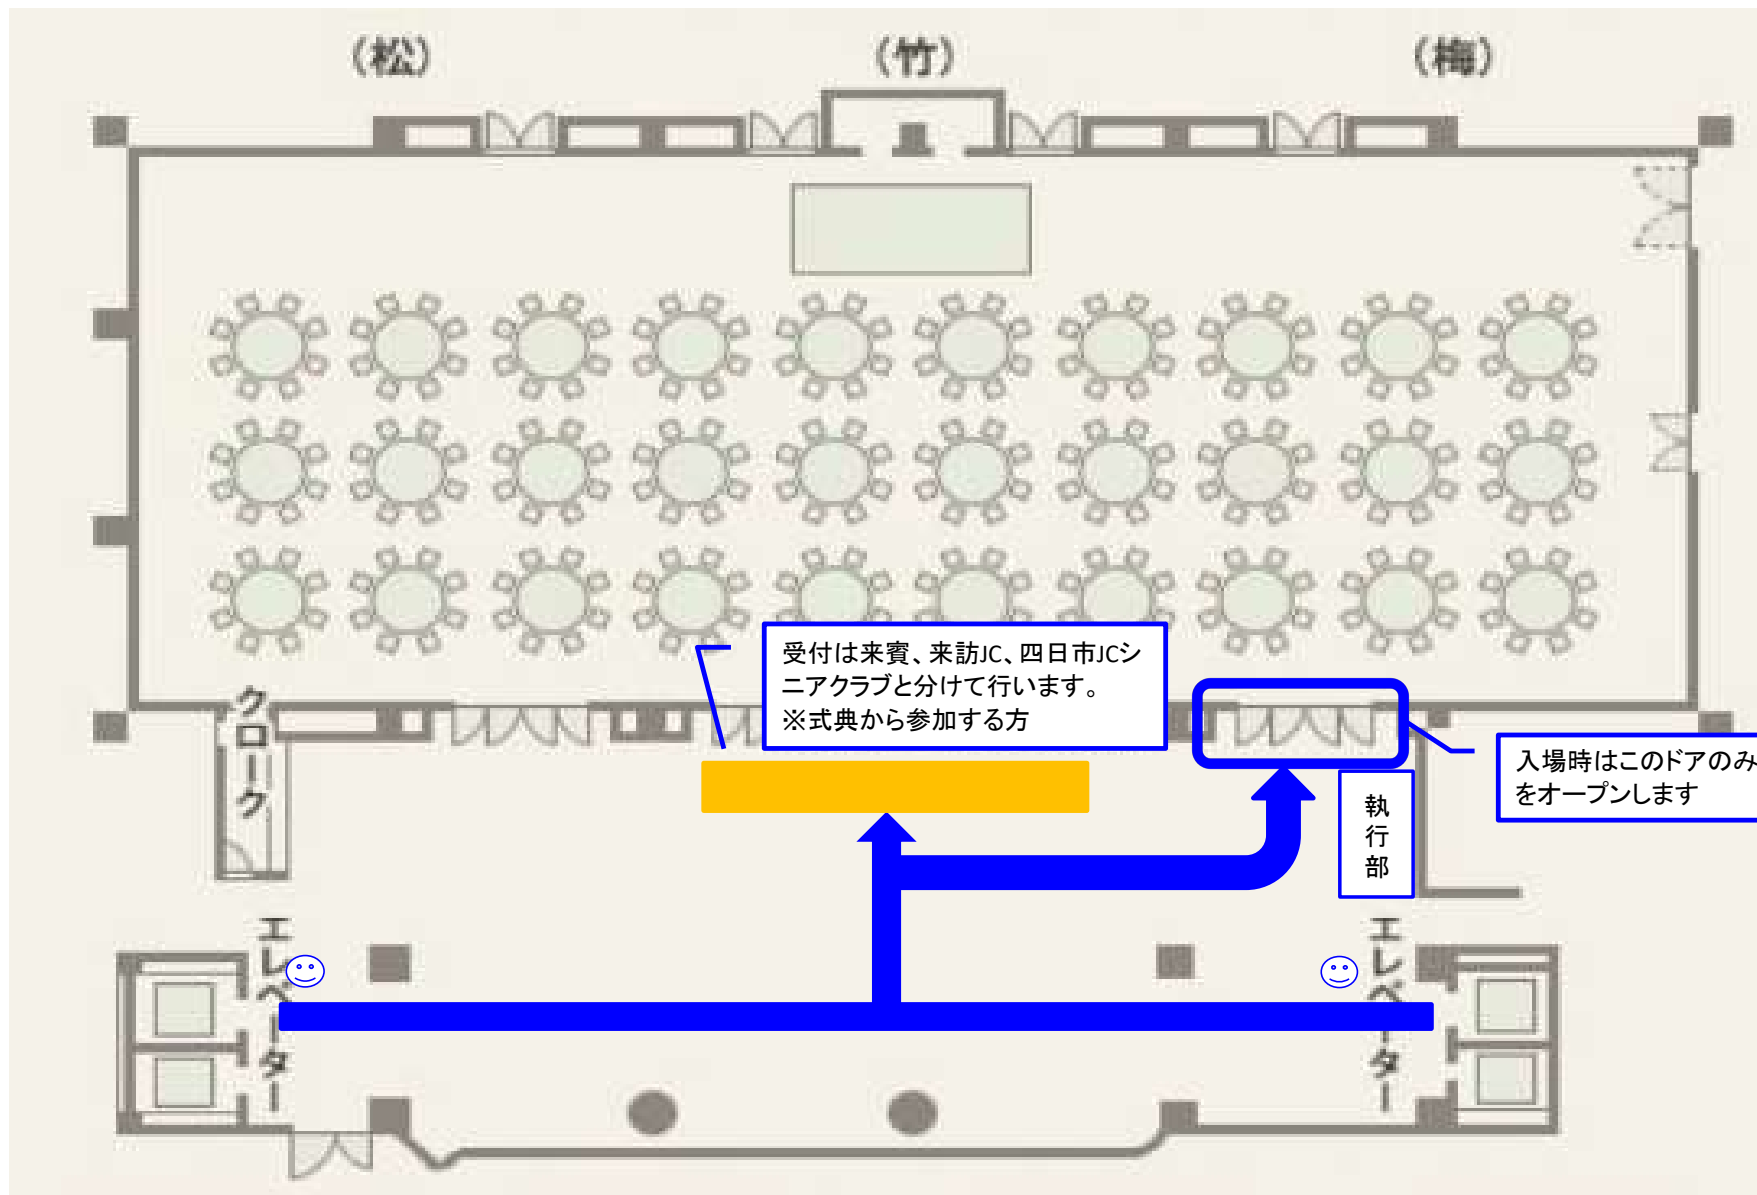 (松)
(竹)
(梅)
受付は来賓、来訪JC、四日市JCシ
ニアクラブと分けて行います。
※式典から参加する方
クローク
入場時はこのドアのみ
をオープンします
執行部
エレベーター
エレベーター